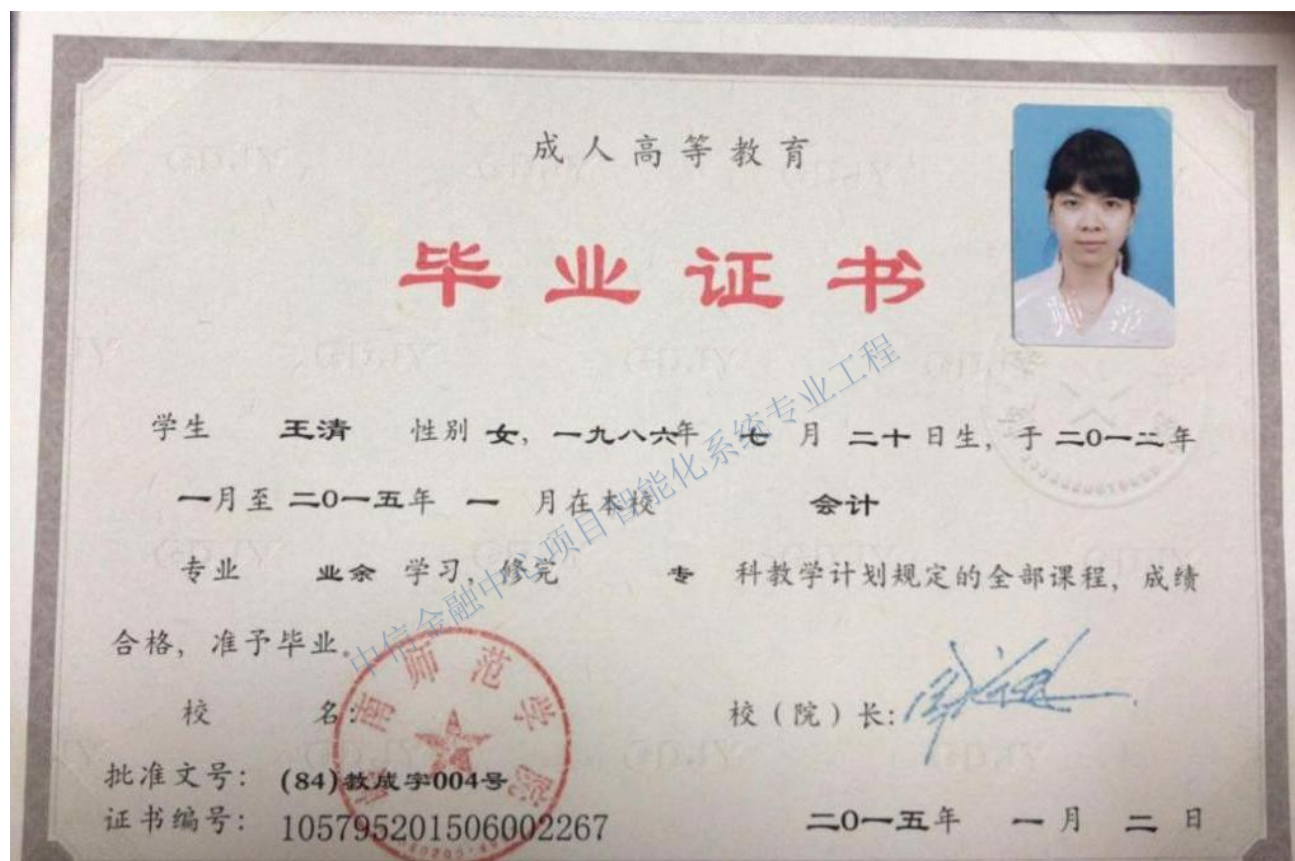 成人高等教育
毕业证书
学生 王清 性别 女，一九八六年 七 月 二十 日生，于 二0一二年
一月至 二0一五年 一 月在本校 会计
专业 业余 学习，修完 专 科教学计划规定的全部课程，成绩
合格，准予毕业。
校 名： 校（院）长：
南师范学院
批准文号： (84)教成字004号
证书编号： 105795201506002267 二0一五年 一月 二 日
中信金融中心项目智能化系统专业工程